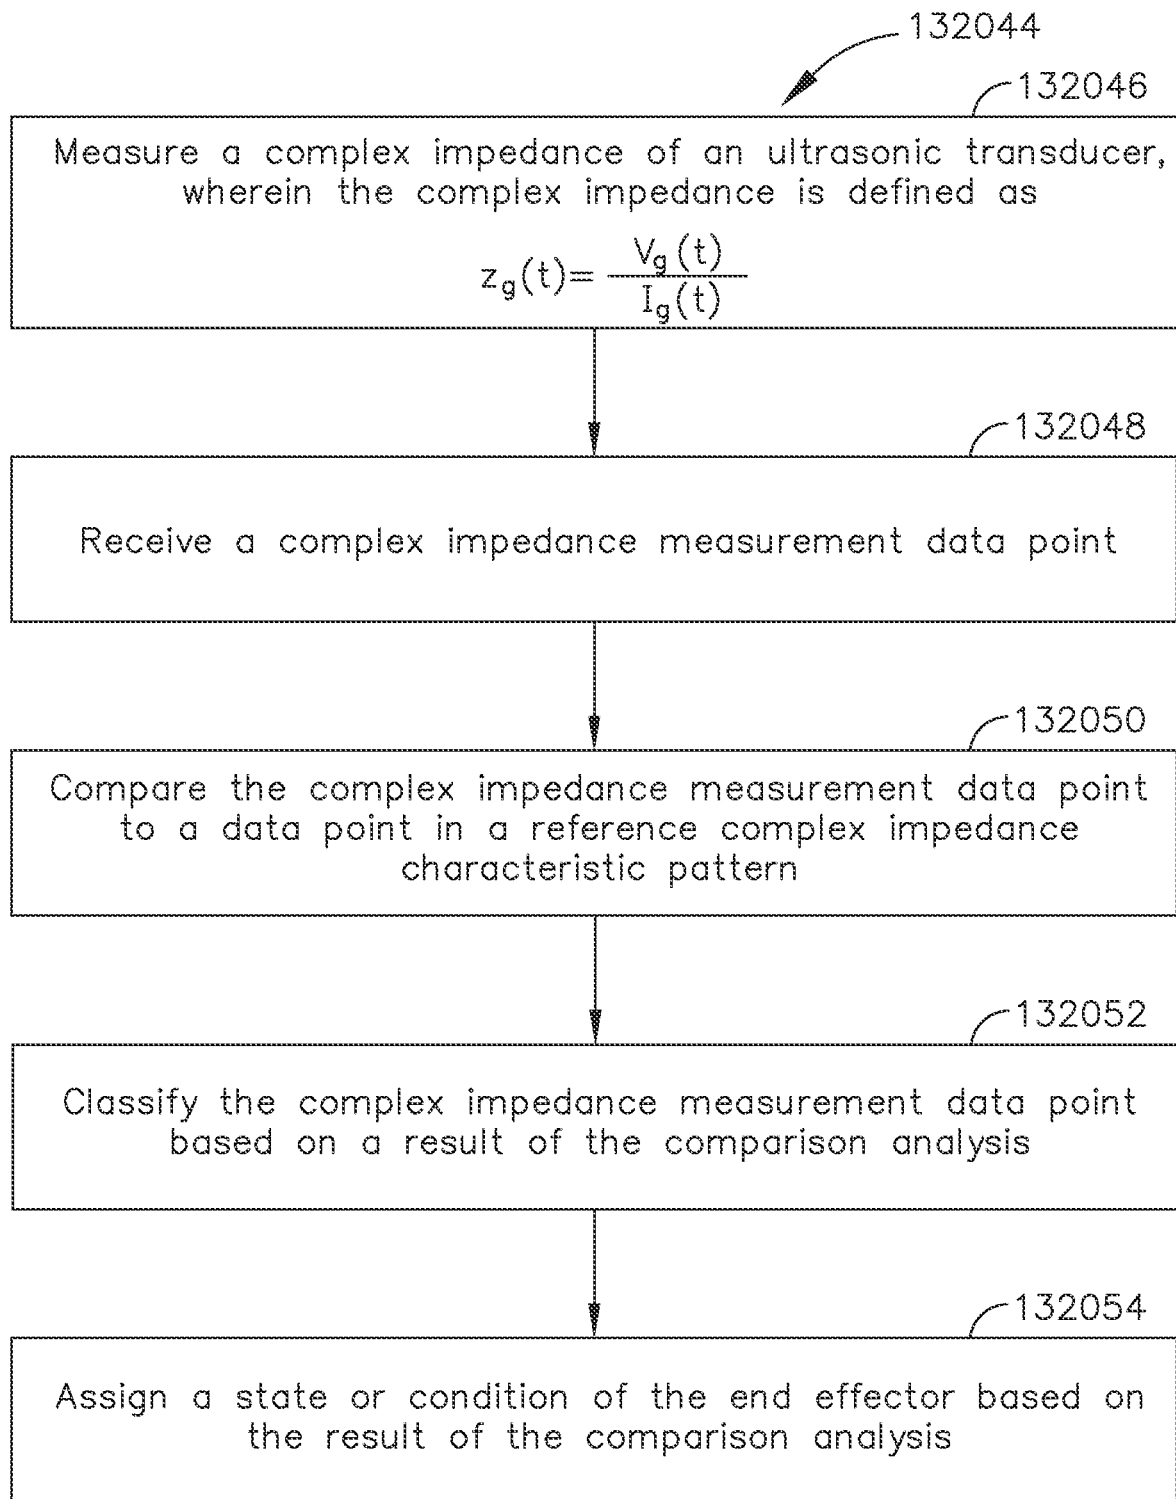 132044
132046
Measure a complex impedance of an ultrasonic transducer,
wherein the complex impedance is defined as
z_g(t)= V_g(t) / I_g(t)
132048
Receive a complex impedance measurement data point
132050
Compare the complex impedance measurement data point
to a data point in a reference complex impedance
characteristic pattern
132052
Classify the complex impedance measurement data point
based on a result of the comparison analysis
132054
Assign a state or condition of the end effector based on
the result of the comparison analysis